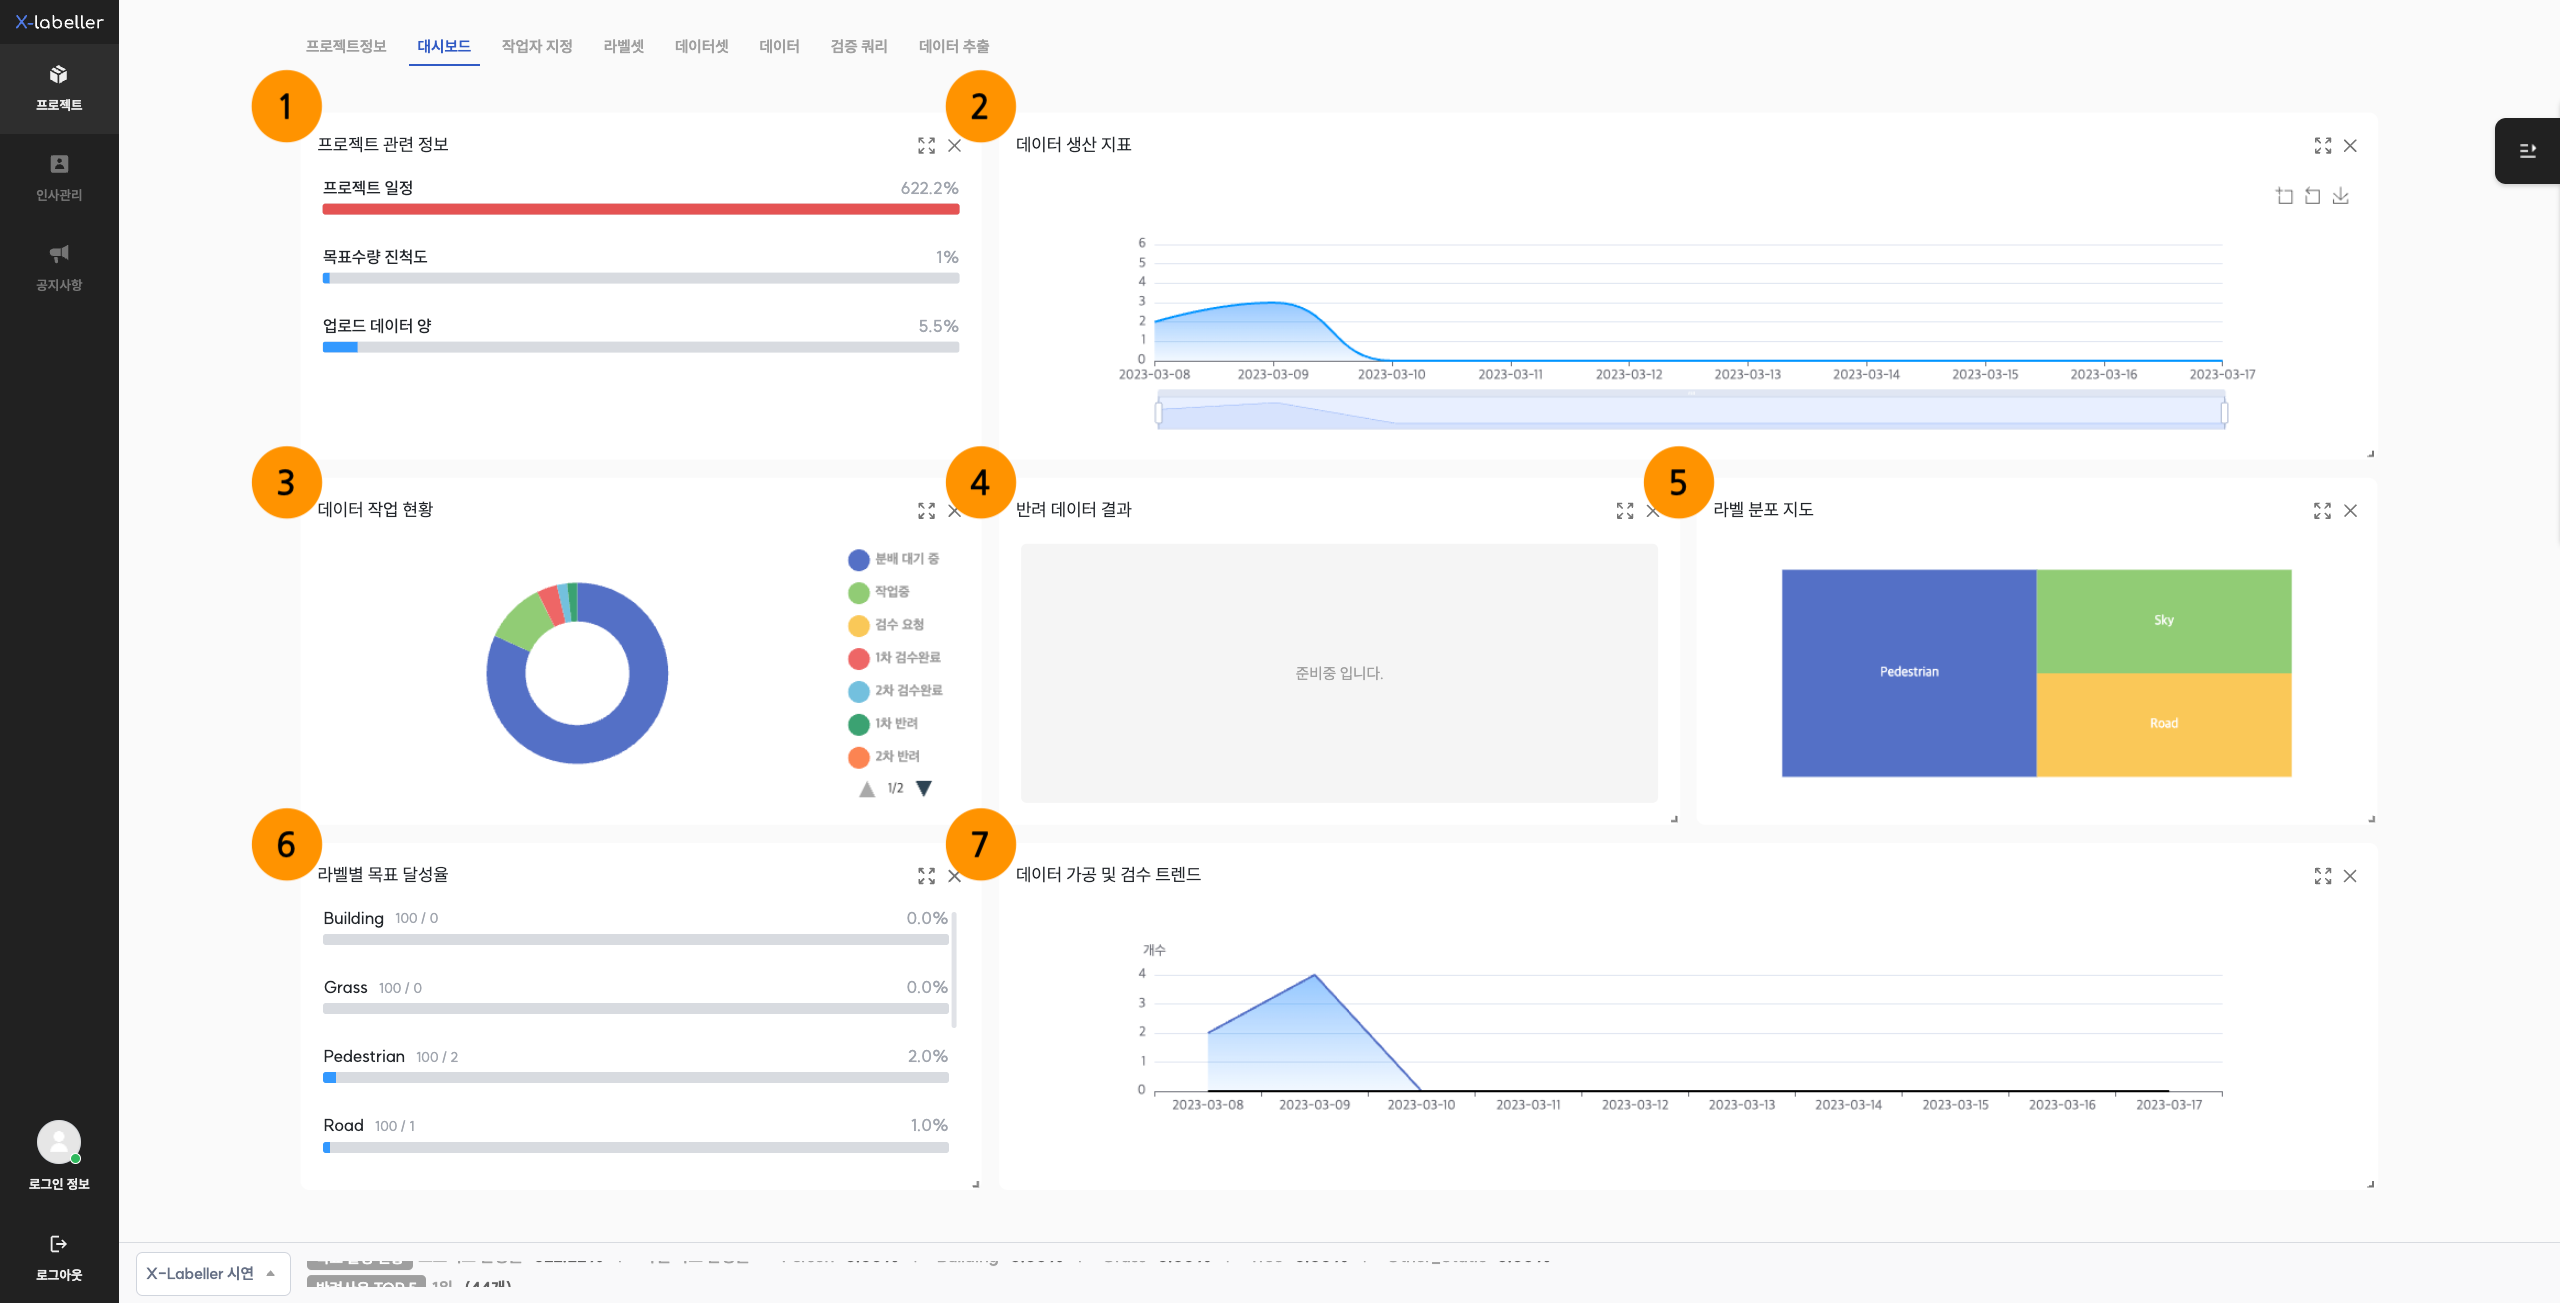 X-labeller
프로젝트
인사관리
공지사항
로그인 정보
로그아웃
프로젝트정보 대시보드 작업자 지정 라벨셋 데이터셋 데이터 검증 쿼리 데이터 추출
1
프로젝트 관련 정보
프로젝트 일정 622.2%
목표수량 진척도 1%
업로드 데이터 양 5.5%
2
데이터 생산 지표
6
5
4
3
2
1
0
2023-03-08 2023-03-09 2023-03-10 2023-03-11 2023-03-12 2023-03-13 2023-03-14 2023-03-15 2023-03-16 2023-03-17
3
데이터 작업 현황
분배 대기 중
작업중
검수 요청
1차 검수완료
2차 검수완료
1차 반려
2차 반려
1/2
4
반려 데이터 결과
준비중 입니다.
5
라벨 분포 지도
Pedestrian
Sky
Road
6
라벨별 목표 달성율
Building 100 / 0 0.0%
Grass 100 / 0 0.0%
Pedestrian 100 / 2 2.0%
Road 100 / 1 1.0%
7
데이터 가공 및 검수 트렌드
개수
4
3
2
1
0
2023-03-08 2023-03-09 2023-03-10 2023-03-11 2023-03-12 2023-03-13 2023-03-14 2023-03-15 2023-03-16 2023-03-17
X-Labeller 시연
반려사유 TOP 5 1위 (44개)